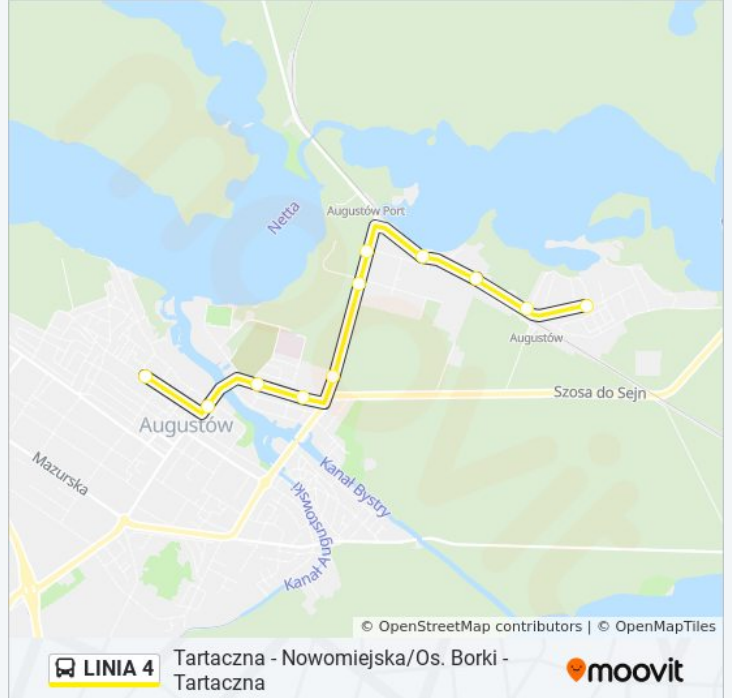 Augustów Port
Netta
Augustów
Szosa do Sejn
Augustów
Mazurska
Kanał Bystry
Kanał Augustowski
© OpenStreetMap contributors | © OpenMapTiles
LINIA 4
Tartaczna - Nowomiejska/Os. Borki -
Tartaczna
moovit
moovit